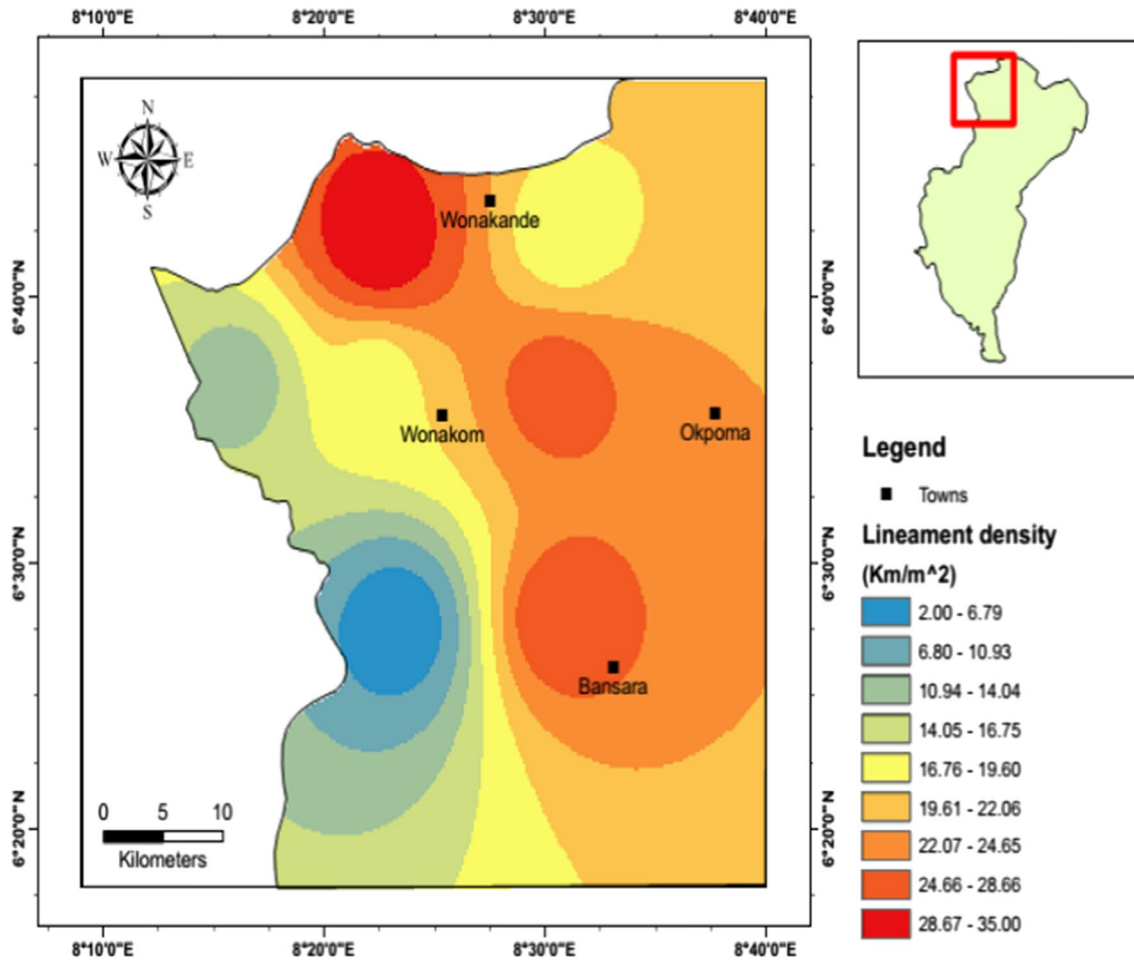 8°10'0"E 8°20'0"E 8°30'0"E 8°40'0"E
N
W E
S
Wonakande
6°40'0"N 6°40'0"N
Wonakom
Okpoma
6°30'0"N 6°30'0"N
Bansara
6°20'0"N 6°20'0"N
0 5 10
Kilometers
8°10'0"E 8°20'0"E 8°30'0"E 8°40'0"E
Legend
Towns
Lineament density
(Km/m^2)
2.00 - 6.79
6.80 - 10.93
10.94 - 14.04
14.05 - 16.75
16.76 - 19.60
19.61 - 22.06
22.07 - 24.65
24.66 - 28.66
28.67 - 35.00